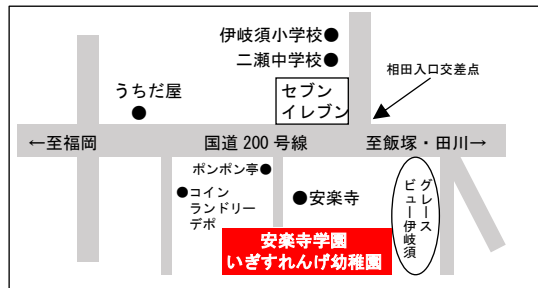 伊岐須小学校●
二瀬中学校●
相田入口交差点
セブン
イレブン
うちだ屋
←至福岡
国道200号線
至飯塚・田川→
ポンポン亭●
●コイン
ランドリー
デポ
●安楽寺
グレース
ビュー伊岐須
安楽寺学園
いぎすれんげ幼稚園